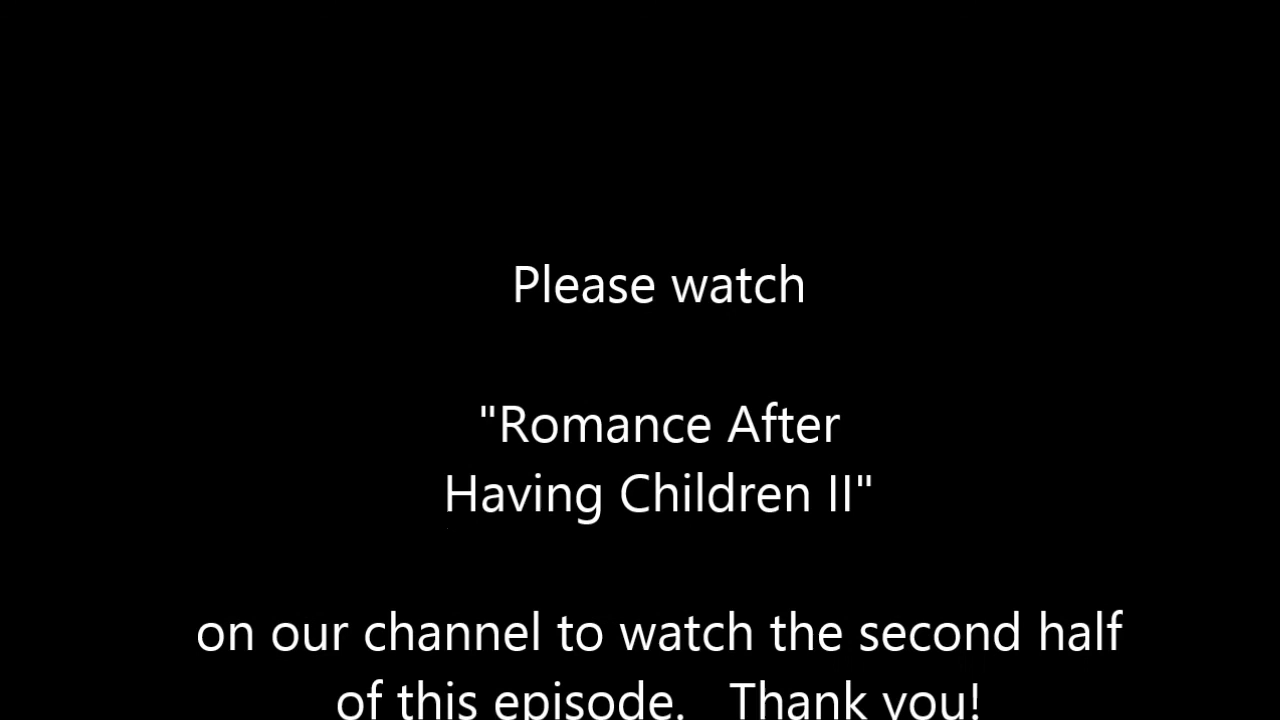 Please watch
"Romance After
Having Children II"
on our channel to watch the second half
of this episode.   Thank you!